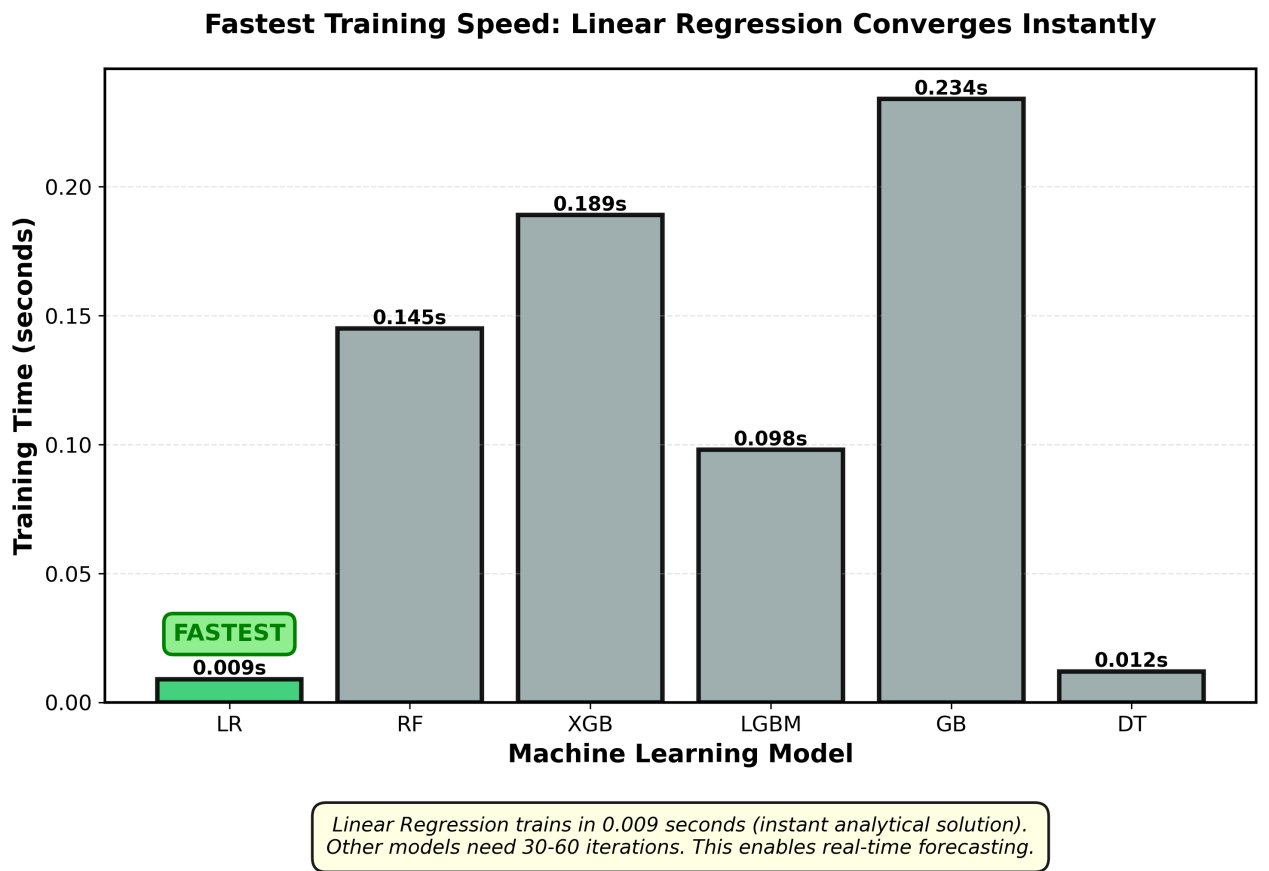 Fastest Training Speed: Linear Regression Converges Instantly
Training Time (seconds)
0.20
0.15
0.10
0.05
0.00
FASTEST
0.009s
0.145s
0.189s
0.098s
0.234s
0.012s
LR
RF
XGB
LGBM
GB
DT
Machine Learning Model
Linear Regression trains in 0.009 seconds (instant analytical solution).
Other models need 30-60 iterations. This enables real-time forecasting.